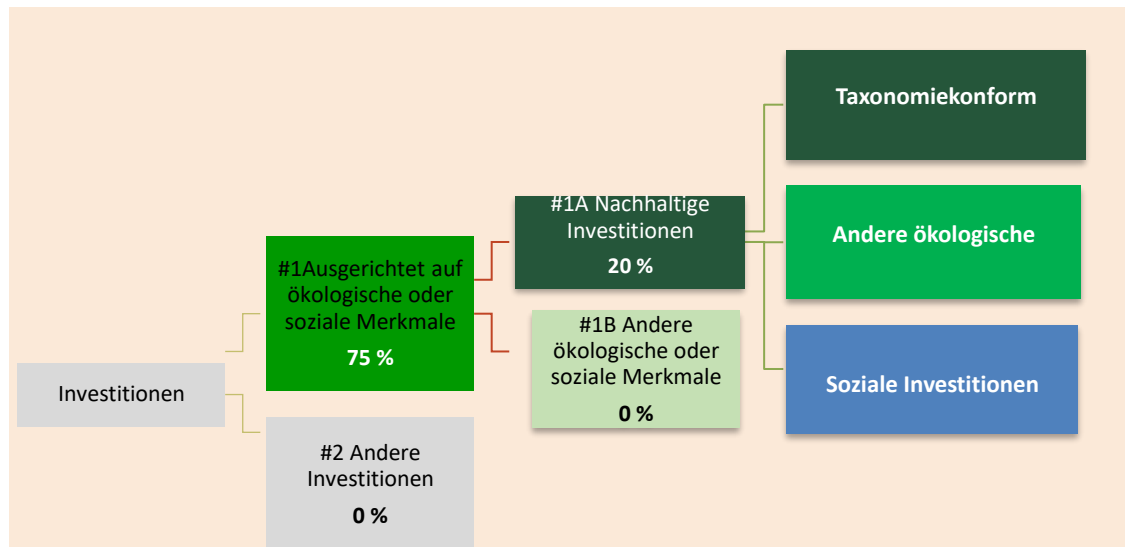 Investitionen
#1Ausgerichtet auf
ökologische oder
soziale Merkmale
75 %
#2 Andere
Investitionen
0 %
#1A Nachhaltige
Investitionen
20 %
#1B Andere
ökologische oder
soziale Merkmale
0 %
Taxonomiekonform
Andere ökologische
Soziale Investitionen